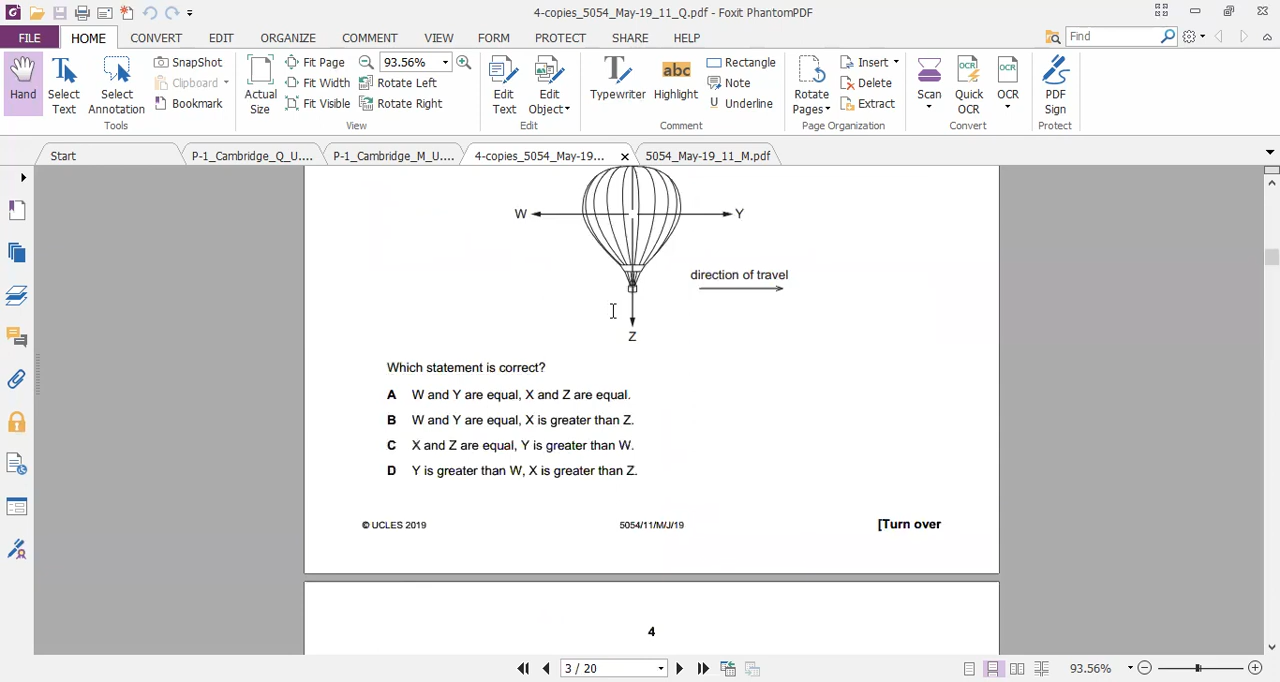 4-copies_5054_May-19_11_Q.pdf - Foxit PhantomPDF
FILE HOME CONVERT EDIT ORGANIZE COMMENT VIEW FORM PROTECT SHARE HELP Find
Hand
Select Text
Select Annotation
SnapShot
Clipboard
Bookmark
Tools
Actual Size
Fit Page
Fit Width
Fit Visible
93.56%
Rotate Left
Rotate Right
View
Edit Text
Edit Object
Edit
Typewriter
abc
Highlight
Rectangle
Note
U Underline
Comment
Rotate Pages
Insert
Delete
Extract
Page Organization
Scan
OCR
Quick OCR
OCR
OCR
Convert
PDF Sign
Protect
Start P-1_Cambridge_Q_U.... P-1_Cambridge_M_U.... 4-copies_5054_May-19... 5054_May-19_11_M.pdf
W Y
direction of travel
Z
Which statement is correct?
A W and Y are equal, X and Z are equal.
B W and Y are equal, X is greater than Z.
C X and Z are equal, Y is greater than W.
D Y is greater than W, X is greater than Z.
© UCLES 2019 5054/11/M/J/19 [Turn over
4
3 / 20 93.56%